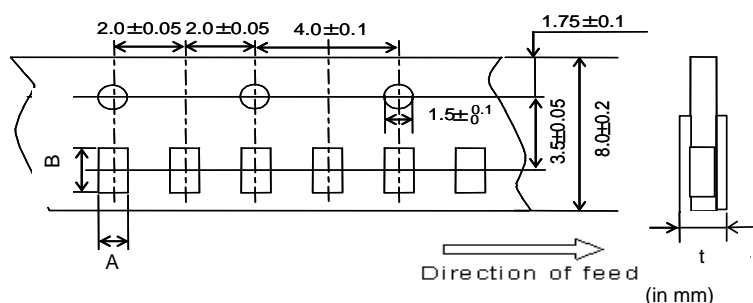 2.0±0.05 2.0±0.05 4.0±0.1 1.75±0.1
1.5±0.1 0
3.5±0.05
8.0±0.2
B
A
t
Direction of feed
(in mm)